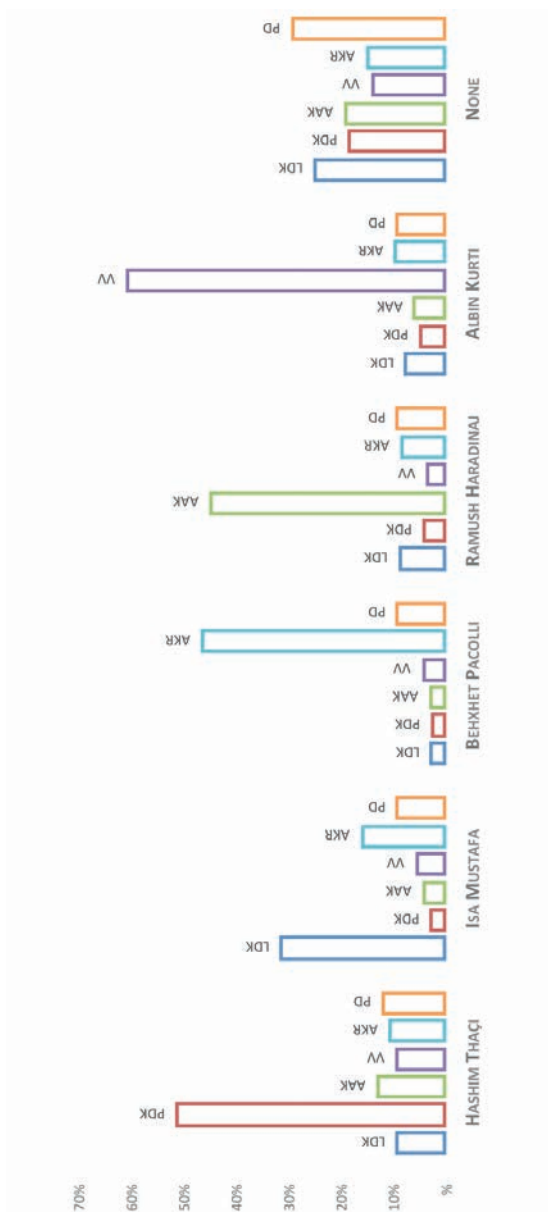 70%
60%
50%
40%
30%
20%
10%
%
LDK
PDK
AAK
VV
AKR
PD
HASHIM THAÇI
LDK
PDK
AAK
VV
AKR
PD
ISA MUSTAFA
LDK
PDK
AAK
VV
AKR
PD
BEHXHET PACOLLI
LDK
PDK
AAK
VV
AKR
PD
RAMUSH HARADINAJ
LDK
PDK
AAK
VV
AKR
PD
ALBIN KURTI
LDK
PDK
AAK
VV
AKR
PD
NONE